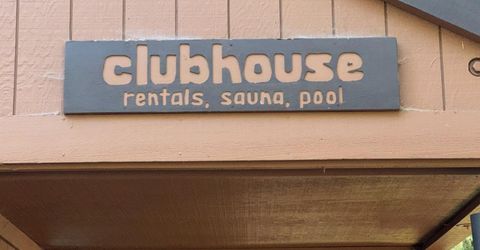 clubhouse
rentals, sauna, pool